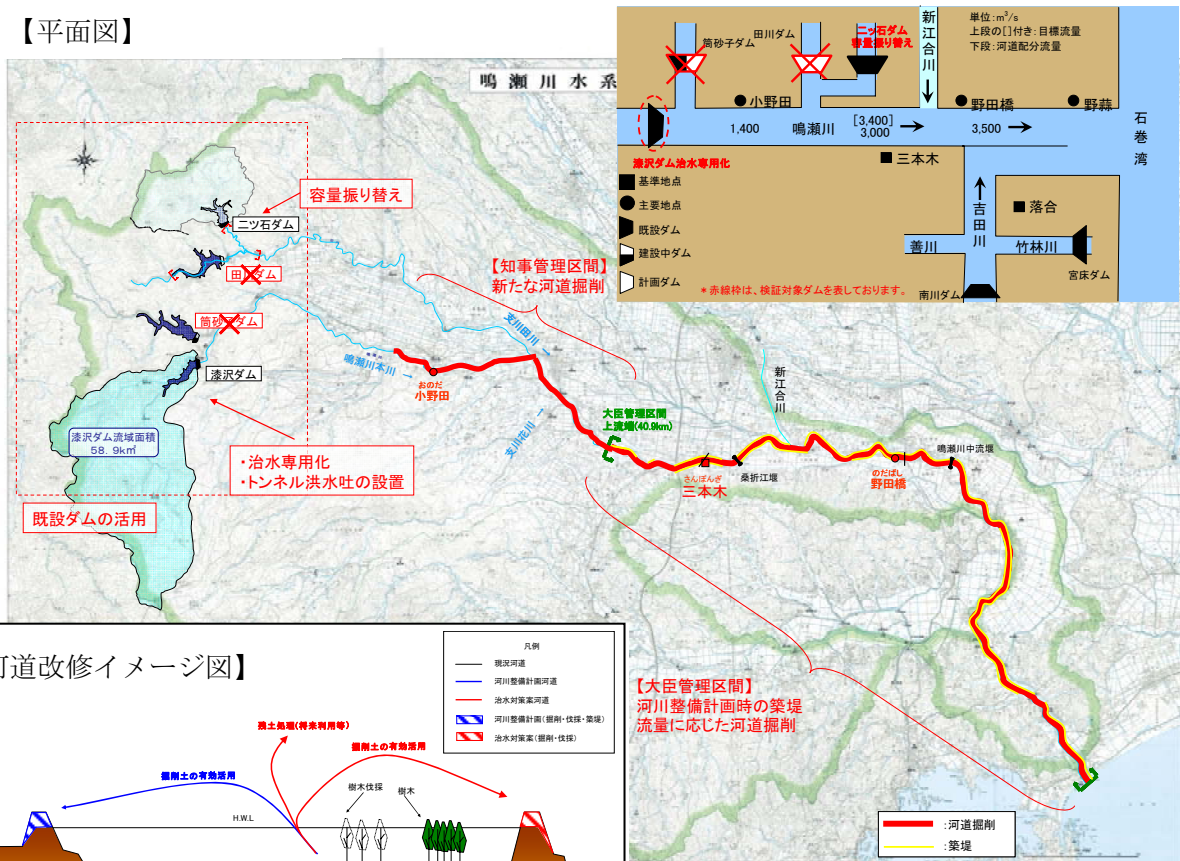 【平面図】
鳴瀬川水系
単位:m³/s
上段の[]付き:目標流量
下段:河道配分流量
新江合川
石巻湾
筒砂子ダム
田川ダム
二ッ石ダム
容量振り替え
小野田
野田橋
野蒜
1,400
鳴瀬川
[3,400]
3,000
3,500
三本木
漆沢ダム治水専用化
基準地点
主要地点
既設ダム
建設中ダム
計画ダム
吉田川
落合
善川
竹林川
宮床ダム
南川ダム
*赤線枠は、検証対象ダムを表しております。
容量振り替え
二ツ石ダム
田川ダム
筒砂子ダム
漆沢ダム
漆沢ダム流域面積
58.9km²
・治水専用化
・トンネル洪水吐の設置
既設ダムの活用
【知事管理区間】
新たな河道掘削
支川田川
鳴瀬川本川
支川花川
おのだ
小野田
大臣管理区間
上流端(40.9km)
新江合川
さんぼんぎ
三本木
桑折江堰
のだばし
野田橋
鳴瀬川中流堰
【大臣管理区間】
河川整備計画時の築堤
流量に応じた河道掘削
:河道掘削
:築堤
河道改修イメージ図】
凡例
現況河道
河川整備計画河道
治水対策案河道
河川整備計画(掘削・伐採・築堤)
治水対策案(掘削・伐採)
残土処理(将来利用等)
掘削土の有効活用
掘削土の有効活用
樹木伐採
樹木
H.W.L